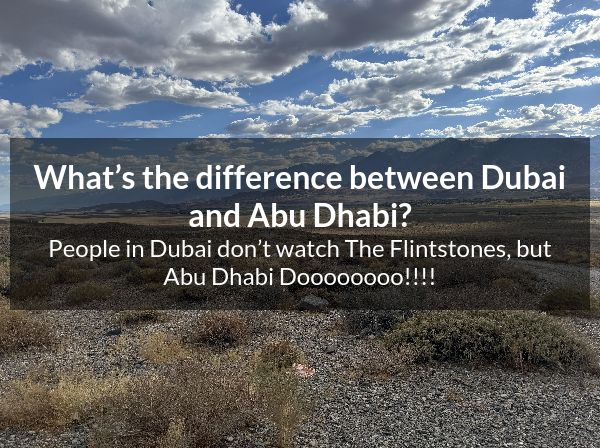 What’s the difference between Dubai
and Abu Dhabi?
People in Dubai don’t watch The Flintstones, but
Abu Dhabi Doooooooo!!!!